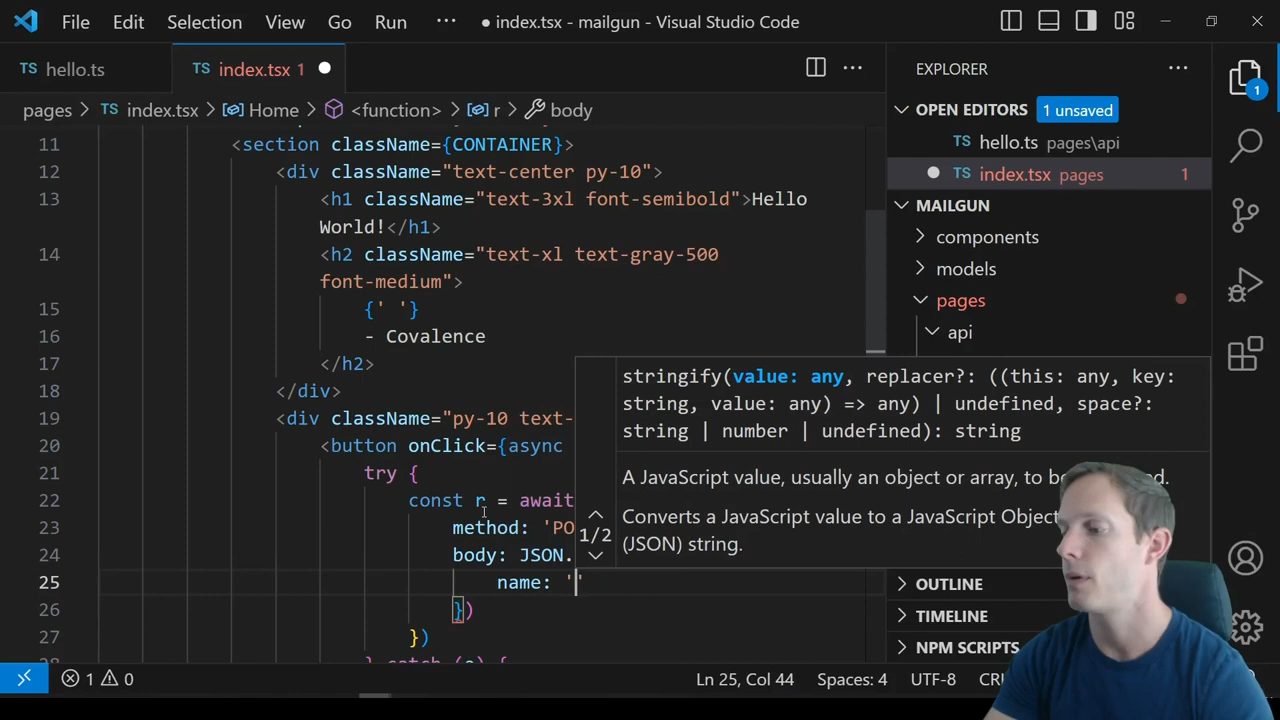 File Edit Selection View Go Run ··· ● index.tsx - mailgun - Visual Studio Code
TS hello.ts TS index.tsx 1 ●
EXPLORER ···
pages > TS index.tsx > Home > <function> > r > body
11 <section className={CONTAINER}>
12 <div className="text-center py-10">
13 <h1 className="text-3xl font-semibold">Hello
World!</h1>
14 <h2 className="text-xl text-gray-500
font-medium">
15 {' '}
16 - Covalence
17 </h2>
18 </div>
19 <div className="py-10 text-
20 <button onClick={async
21 try {
22 const r = await
23 method: 'PO
24 body: JSON.
25 name: ''
26 })
27 })
} catch (e) {
stringify(value: any, replacer?: ((this: any, key:
string, value: any) => any) | undefined, space?:
string | number | undefined): string
A JavaScript value, usually an object or array, to be
Converts a JavaScript value to a JavaScript Object
(JSON) string.
1/2
OPEN EDITORS 1 unsaved
TS hello.ts pages\api
● TS index.tsx pages 1
MAILGUN
components
models
pages
api
OUTLINE
TIMELINE
NPM SCRIPTS
1
1 0 Ln 25, Col 44 Spaces: 4 UTF-8